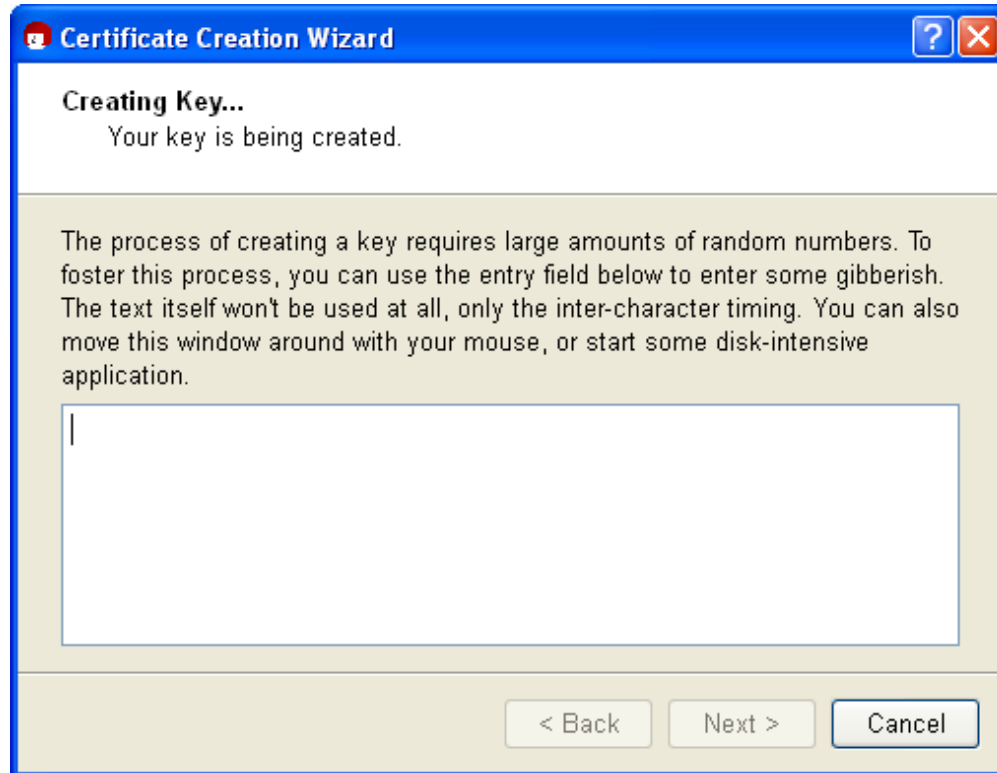 Certificate Creation Wizard
Creating Key...
Your key is being created.
The process of creating a key requires large amounts of random numbers. To
foster this process, you can use the entry field below to enter some gibberish.
The text itself won't be used at all, only the inter-character timing. You can also
move this window around with your mouse, or start some disk-intensive
application.
< Back Next > Cancel